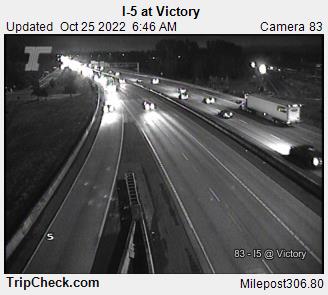 I-5 at Victory
Updated Oct 25 2022 6:46 AM Camera 83
T
S
83 - I5 @ Victory
TripCheck.com Milepost306.80